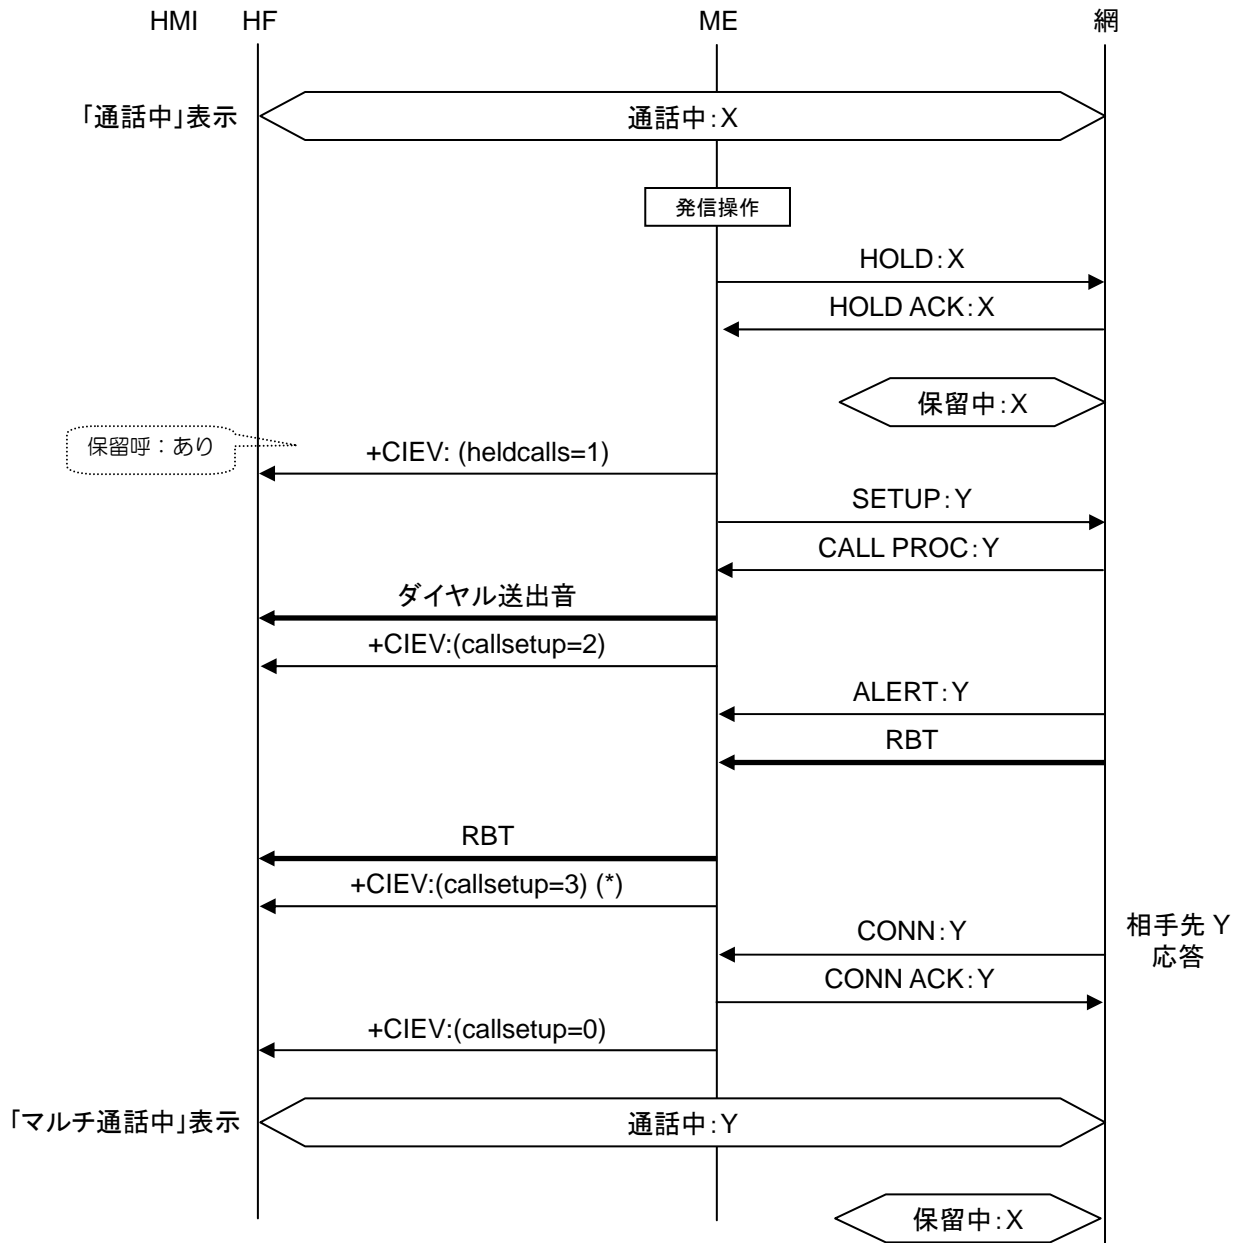 HMI HF ME 網
「通話中」表示
通話中：X
発信操作
HOLD：X
HOLD ACK：X
保留中：X
保留呼：あり
+CIEV: (heldcalls=1)
SETUP：Y
CALL PROC：Y
ダイヤル送出音
+CIEV:(callsetup=2)
ALERT：Y
RBT
RBT
+CIEV:(callsetup=3) (*)
相手先 Y
応答
CONN：Y
CONN ACK：Y
+CIEV:(callsetup=0)
「マルチ通話中」表示
通話中：Y
保留中：X